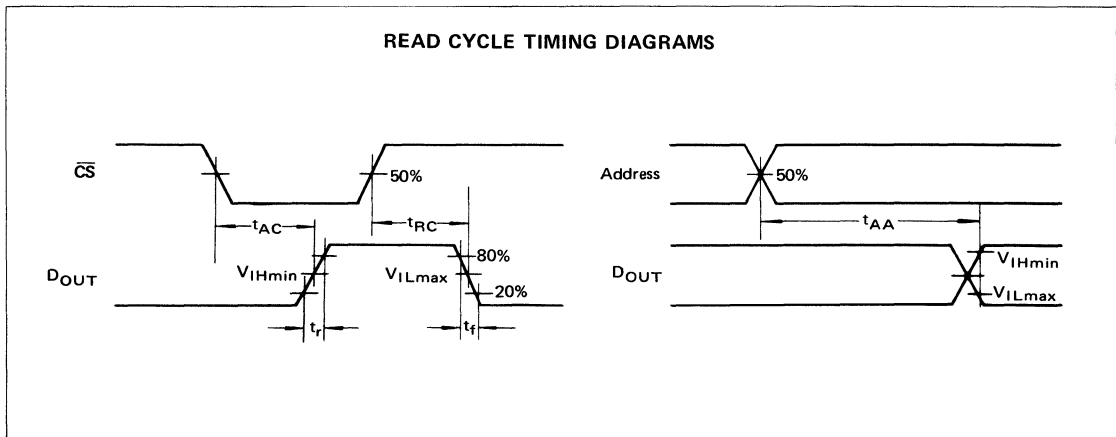 READ CYCLE TIMING DIAGRAMS
CS
50%
tAC
tRC
DOUT
VIHmin
VILmax
80%
20%
tr
tf
Address
50%
tAA
DOUT
VIHmin
VILmax